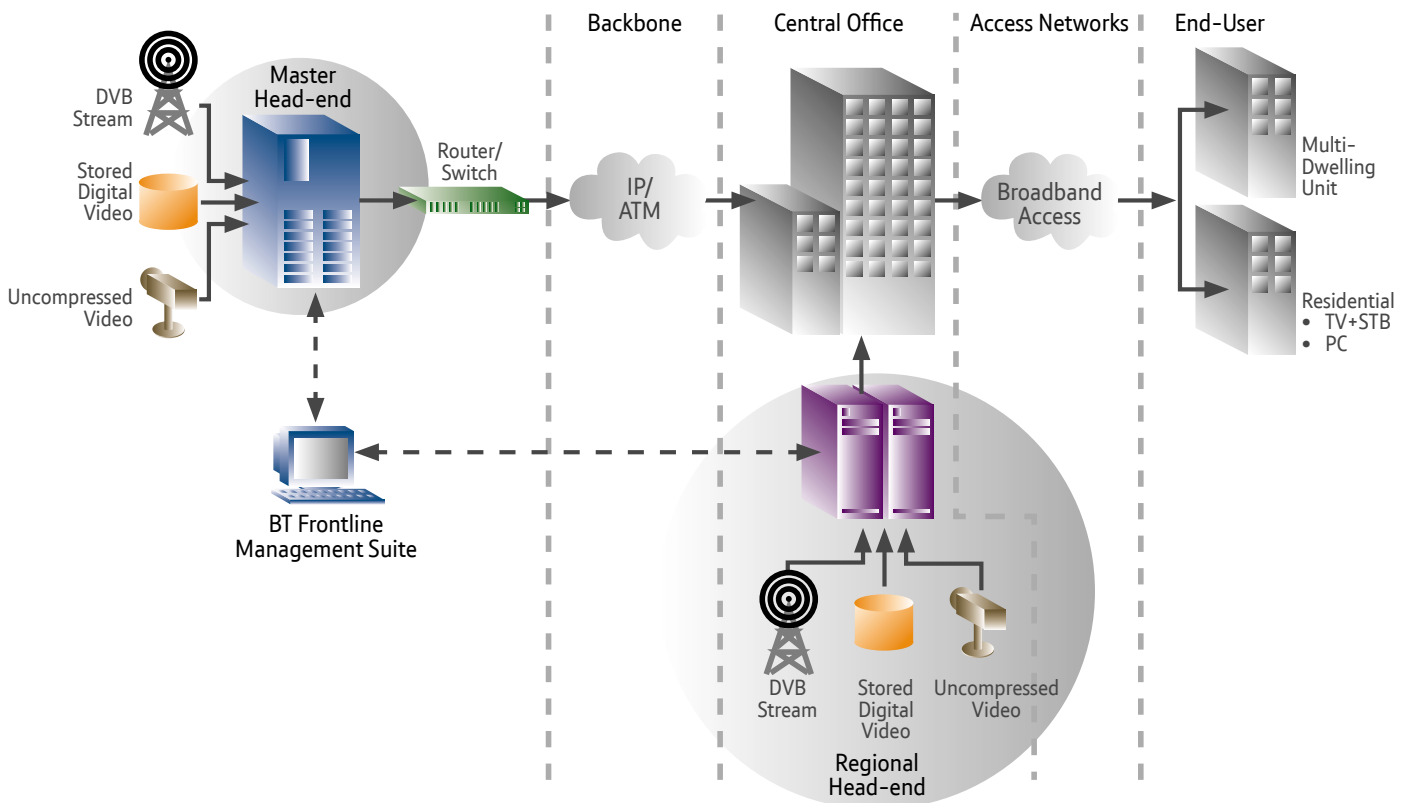 Backbone
Central Office
Access Networks
End-User
Master
Head-end
DVB
Stream
Stored
Digital
Video
Uncompressed
Video
Router/
Switch
IP/
ATM
Broadband
Access
Multi-
Dwelling
Unit
Residential
• TV+STB
• PC
BT Frontline
Management Suite
DVB
Stream
Stored
Digital
Video
Uncompressed
Video
Regional
Head-end